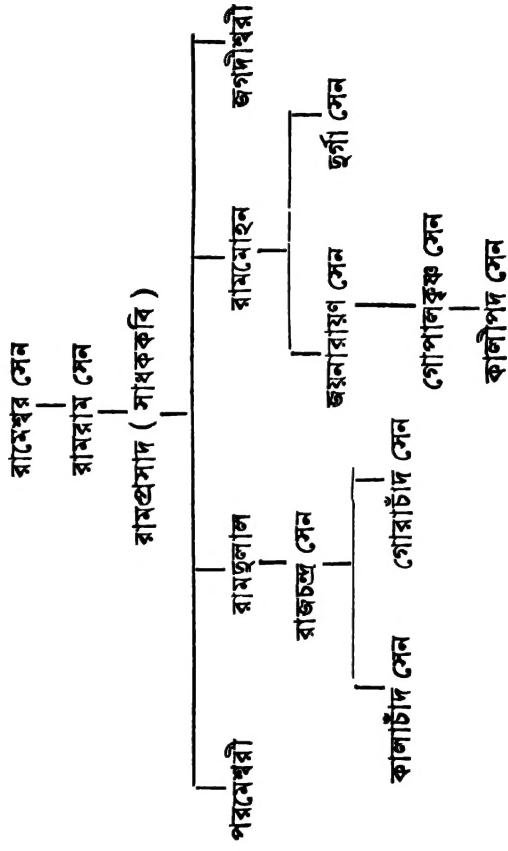 রামেশ্বর সেন
রামরাম সেন
রামপ্রসাদ ( সাধককবি )
পরমেশ্বরী রামদুলাল রামমোহন জগদীশ্বরী
রাজচন্দ্র সেন জয়নারায়ণ সেন দুর্গা সেন
কালাচাঁদ সেন গোরাচাঁদ সেন গোপালকৃষ্ণ সেন
কালীপদ সেন